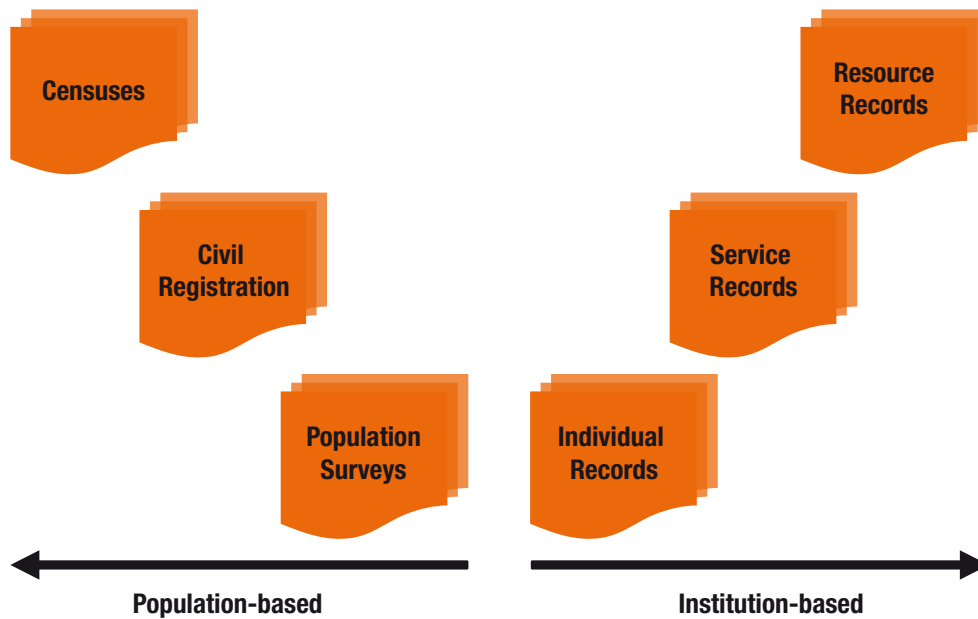 Censuses
Resource
Records
Civil
Registration
Service
Records
Population
Surveys
Individual
Records
Population-based
Institution-based